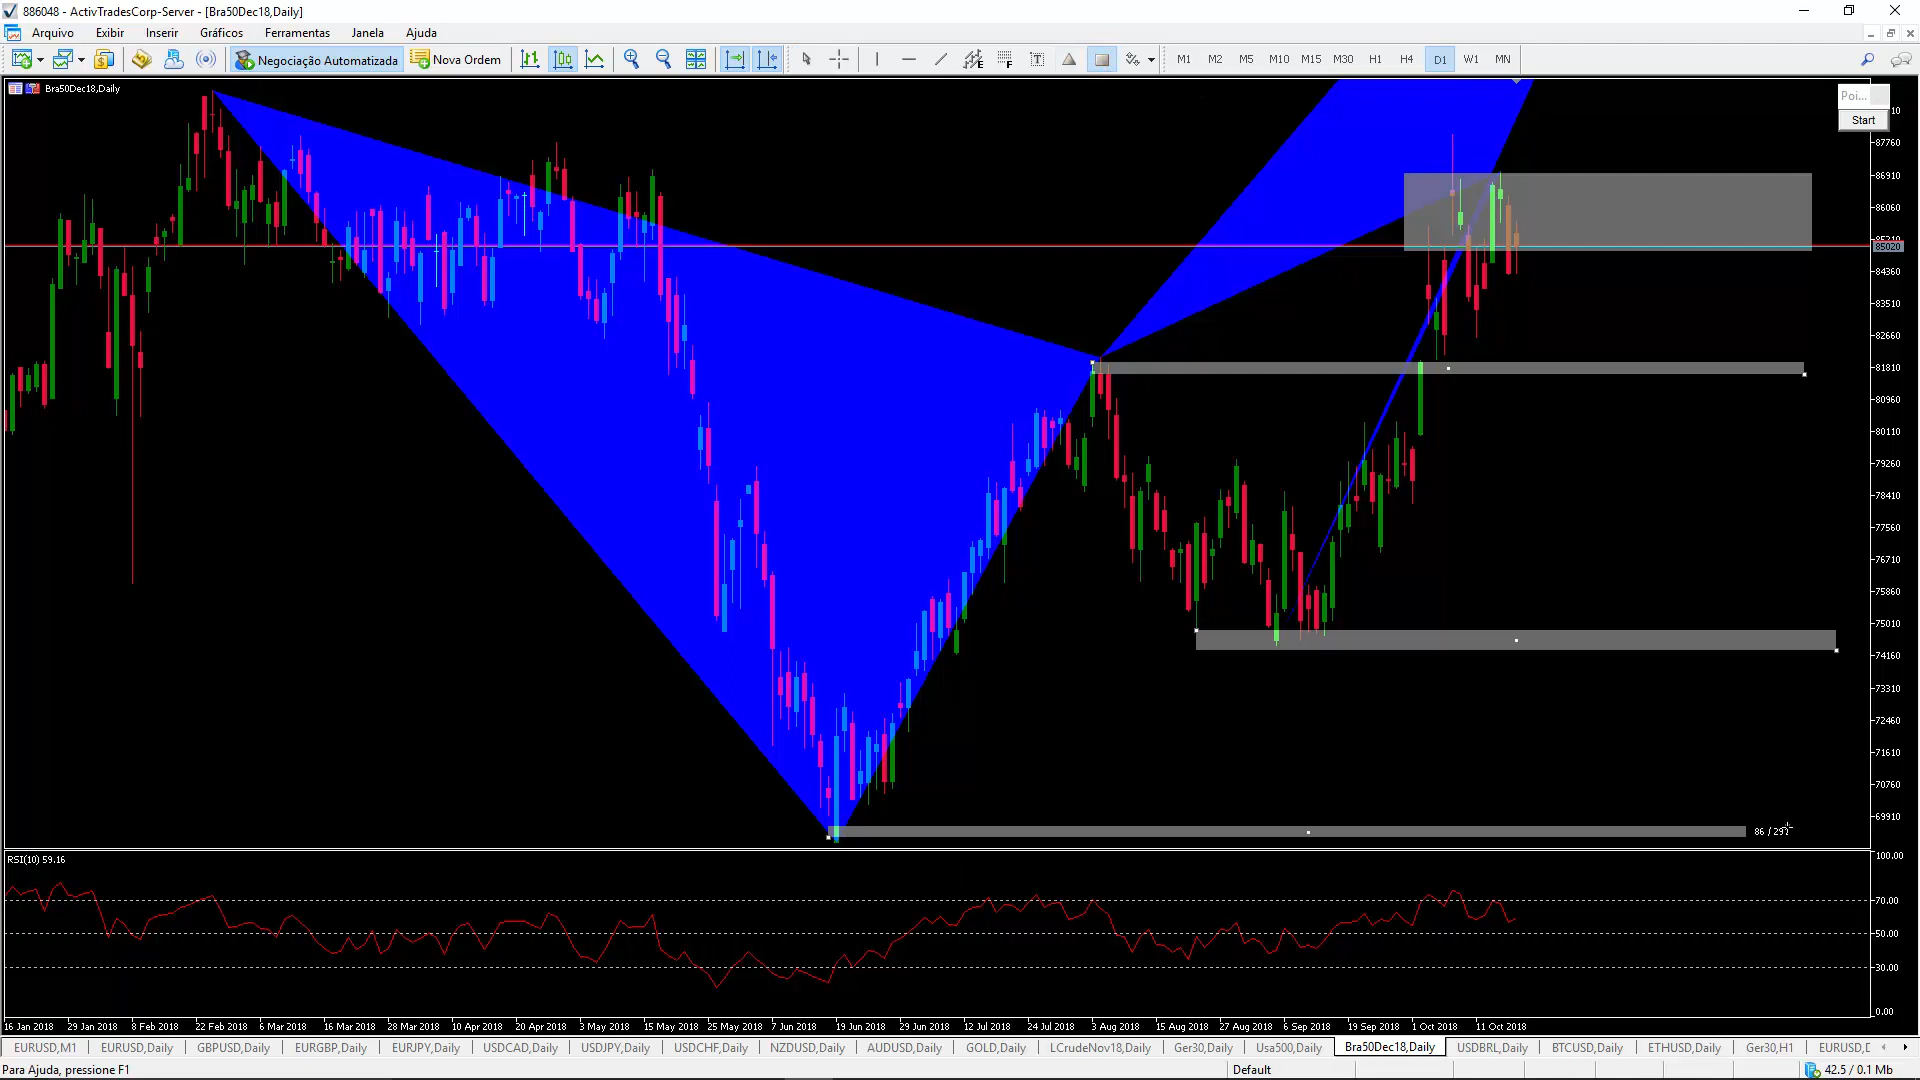 886048 - ActivTradesCorp-Server - [Bra50Dec18,Daily]
Arquivo Exibir Inserir Gráficos Ferramentas Janela Ajuda
Negociação Automatizada Nova Ordem E F T M1 M2 M5 M10 M15 M30 H1 H4 D1 W1 MN
Bra50Dec18,Daily
Poi...
Start
10
87760
86910
86060
85020
84360
83510
82660
81810
80960
80110
79260
78410
77560
76710
75860
75010
74160
73310
72460
71610
70760
69910
86 / 292
RSI(10) 59.16
100.00
70.00
50.00
30.00
0.00
16 Jan 2018 29 Jan 2018 8 Feb 2018 22 Feb 2018 6 Mar 2018 16 Mar 2018 28 Mar 2018 10 Apr 2018 20 Apr 2018 3 May 2018 15 May 2018 25 May 2018 7 Jun 2018 19 Jun 2018 29 Jun 2018 12 Jul 2018 24 Jul 2018 3 Aug 2018 15 Aug 2018 27 Aug 2018 6 Sep 2018 19 Sep 2018 1 Oct 2018 11 Oct 2018
EURUSD,M1 EURUSD,Daily GBPUSD,Daily EURGBP,Daily EURJPY,Daily USDCAD,Daily USDJPY,Daily USDCHF,Daily NZDUSD,Daily AUDUSD,Daily GOLD,Daily LCrudeNov18,Daily Ger30,Daily Usa500,Daily Bra50Dec18,Daily USDBRL,Daily BTCUSD,Daily ETHUSD,Daily Ger30,H1 EURUSD,D
Para Ajuda, pressione F1 Default 42.5 / 0.1 Mb